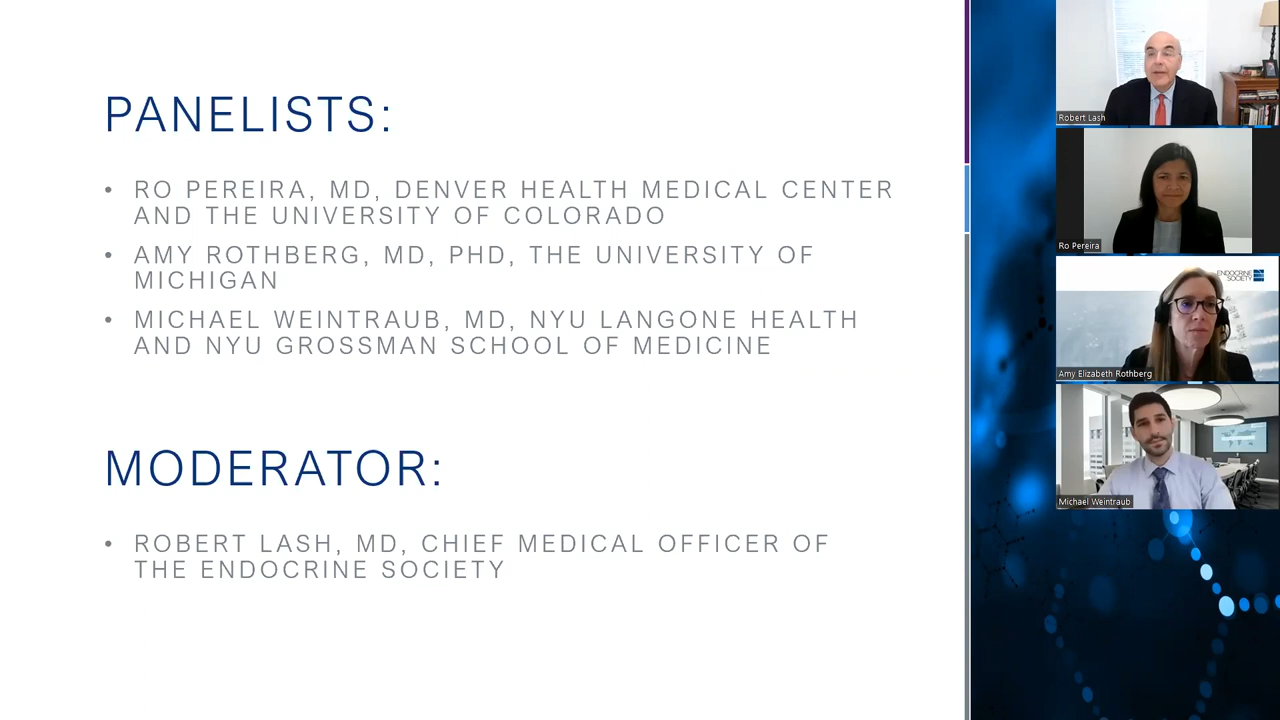 PANELISTS:
• RO PEREIRA, MD, DENVER HEALTH MEDICAL CENTER
AND THE UNIVERSITY OF COLORADO
• AMY ROTHBERG, MD, PHD, THE UNIVERSITY OF
MICHIGAN
• MICHAEL WEINTRAUB, MD, NYU LANGONE HEALTH
AND NYU GROSSMAN SCHOOL OF MEDICINE
MODERATOR:
• ROBERT LASH, MD, CHIEF MEDICAL OFFICER OF
THE ENDOCRINE SOCIETY
Robert Lash
Ro Pereira
ENDOCRINE
SOCIETY
Amy Elizabeth Rothberg
Michael Weintraub